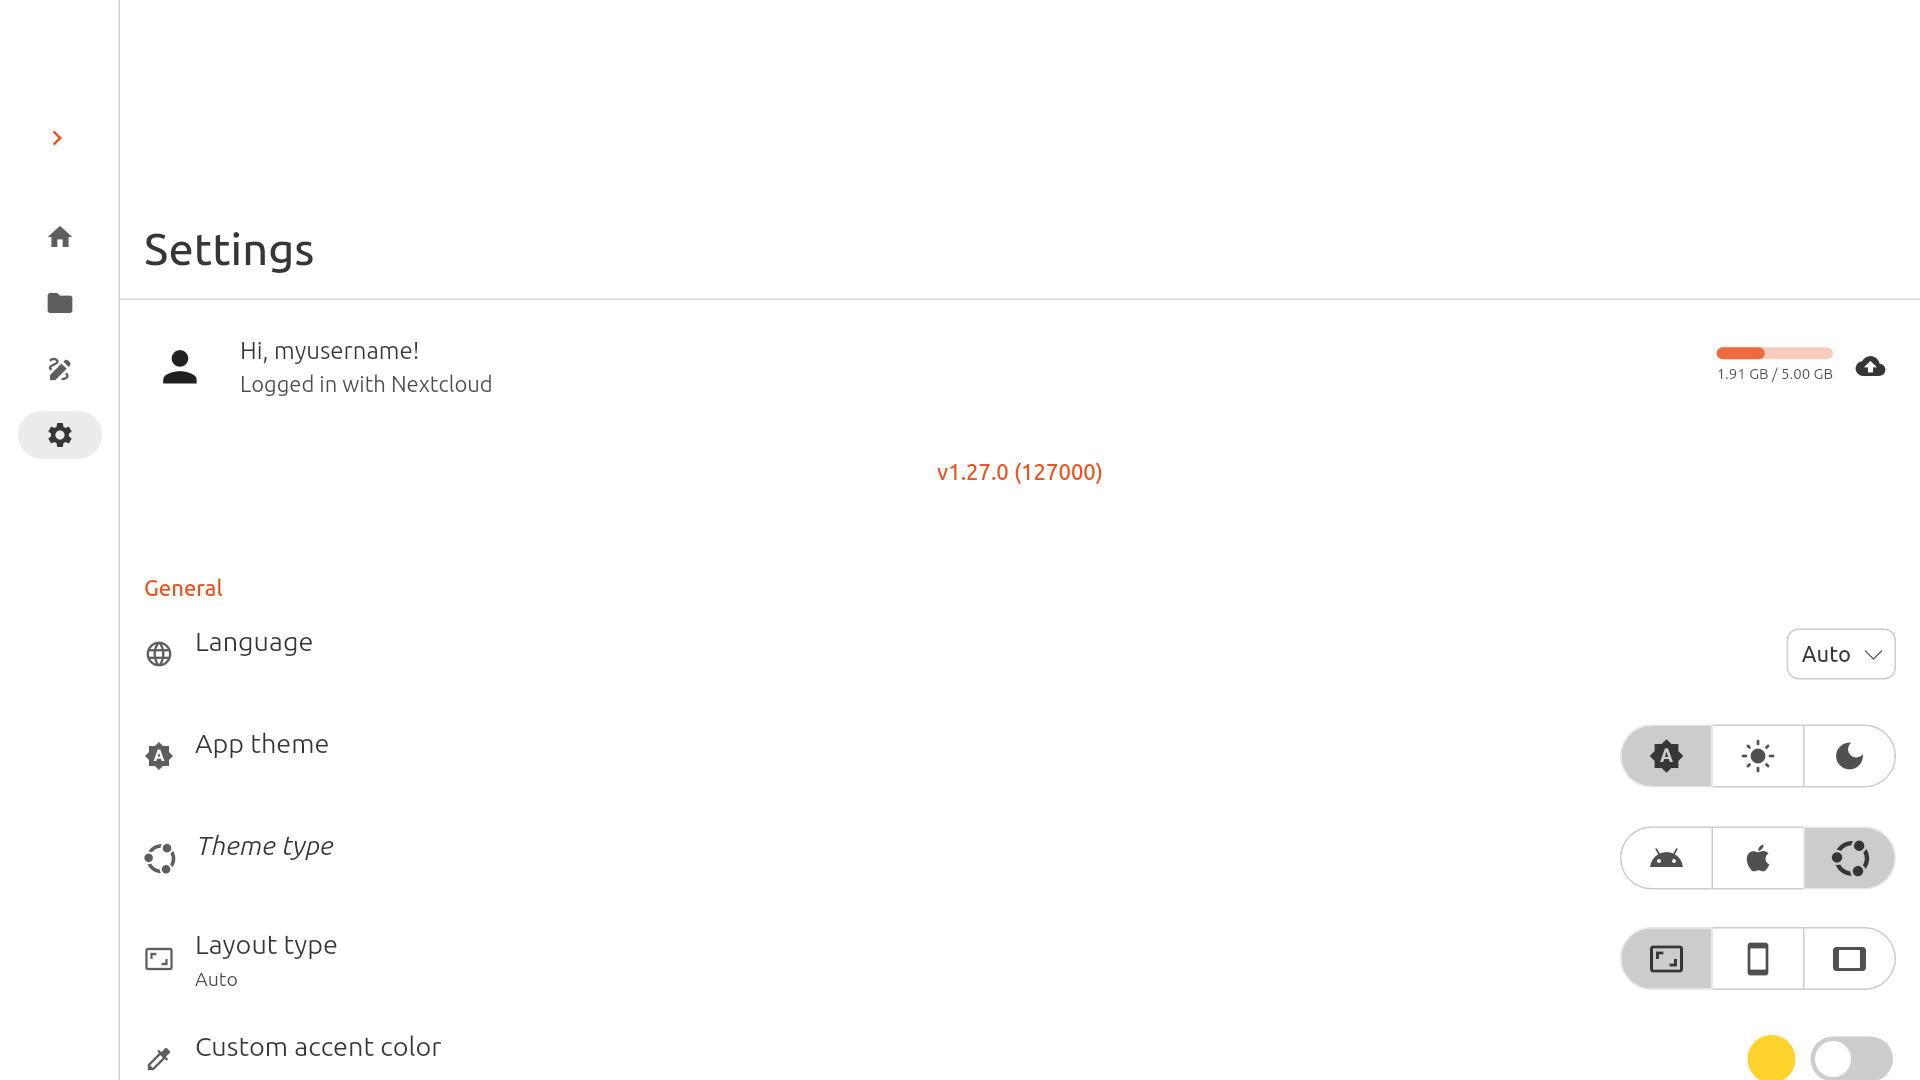 Settings
Hi, myusername!
Logged in with Nextcloud
1.91 GB / 5.00 GB
v1.27.0 (127000)
General
Language
Auto
App theme
A
A
Theme type
Layout type
Auto
Custom accent color